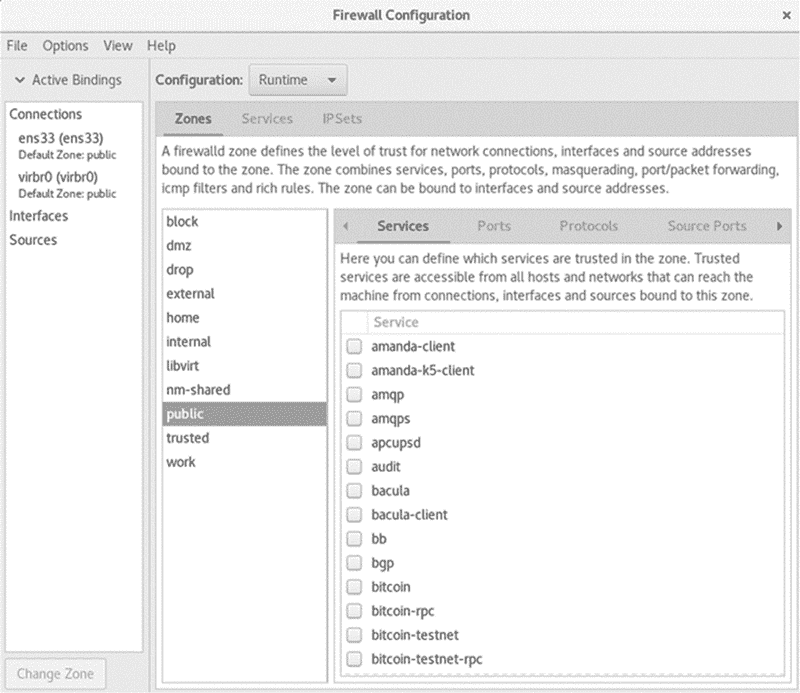 Firewall Configuration
File Options View Help
Active Bindings
Configuration: Runtime
Connections
ens33 (ens33)
Default Zone: public
virbr0 (virbr0)
Default Zone: public
Interfaces
Sources
Change Zone
Zones Services IPSets
A firewalld zone defines the level of trust for network connections, interfaces and source addresses
bound to the zone. The zone combines services, ports, protocols, masquerading, port/packet forwarding,
icmp filters and rich rules. The zone can be bound to interfaces and source addresses.
block
dmz
drop
external
home
internal
libvirt
nm-shared
public
trusted
work
Services Ports Protocols Source Ports
Here you can define which services are trusted in the zone. Trusted
services are accessible from all hosts and networks that can reach the
machine from connections, interfaces and sources bound to this zone.
Service
amanda-client
amanda-k5-client
amqp
amqps
apcupsd
audit
bacula
bacula-client
bb
bgp
bitcoin
bitcoin-rpc
bitcoin-testnet
bitcoin-testnet-rpc